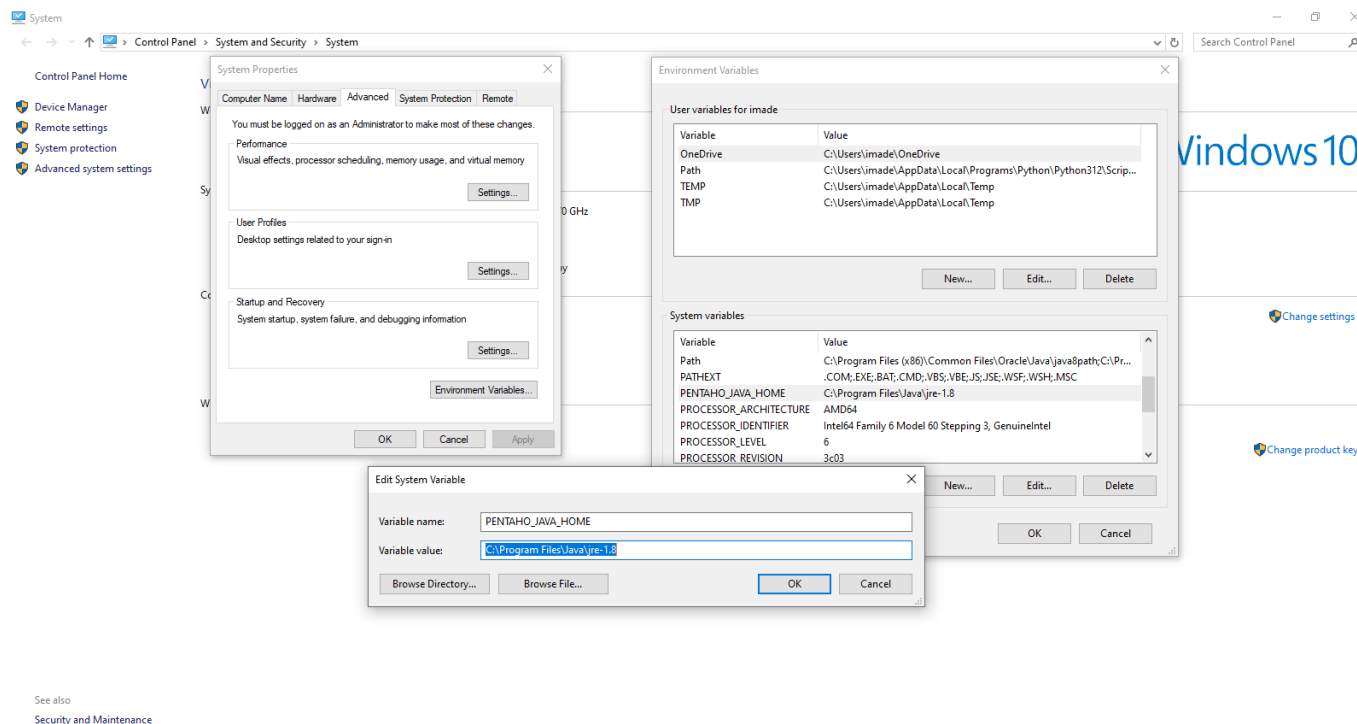 System
Control Panel > System and Security > System
Search Control Panel
Control Panel Home
Device Manager
Remote settings
System protection
Advanced system settings
See also
Security and Maintenance
System Properties
Computer Name Hardware Advanced System Protection Remote
You must be logged on as an Administrator to make most of these changes.
Performance
Visual effects, processor scheduling, memory usage, and virtual memory
Settings...
User Profiles
Desktop settings related to your sign-in
Settings...
Startup and Recovery
System startup, system failure, and debugging information
Settings...
Environment Variables...
OK Cancel Apply
0 GHz
Environment Variables
User variables for imade
Variable Value
OneDrive C:\Users\imade\OneDrive
Path C:\Users\imade\AppData\Local\Programs\Python\Python312\Scrip...
TEMP C:\Users\imade\AppData\Local\Temp
TMP C:\Users\imade\AppData\Local\Temp
New... Edit... Delete
System variables
Variable Value
Path C:\Program Files (x86)\Common Files\Oracle\Java\java8path;C:\Pr...
PATHEXT .COM;.EXE;.BAT;.CMD;.VBS;.VBE;.JS;.JSE;.WSF;.WSH;.MSC
PENTAHO_JAVA_HOME C:\Program Files\Java\jre-1.8
PROCESSOR_ARCHITECTURE AMD64
PROCESSOR_IDENTIFIER Intel64 Family 6 Model 60 Stepping 3, GenuineIntel
PROCESSOR_LEVEL 6
PROCESSOR_REVISION 3c03
New... Edit... Delete
OK Cancel
Edit System Variable
Variable name: PENTAHO_JAVA_HOME
Variable value: C:\Program Files\Java\jre-1.8
Browse Directory... Browse File... OK Cancel
Windows 10
Change settings
Change product key